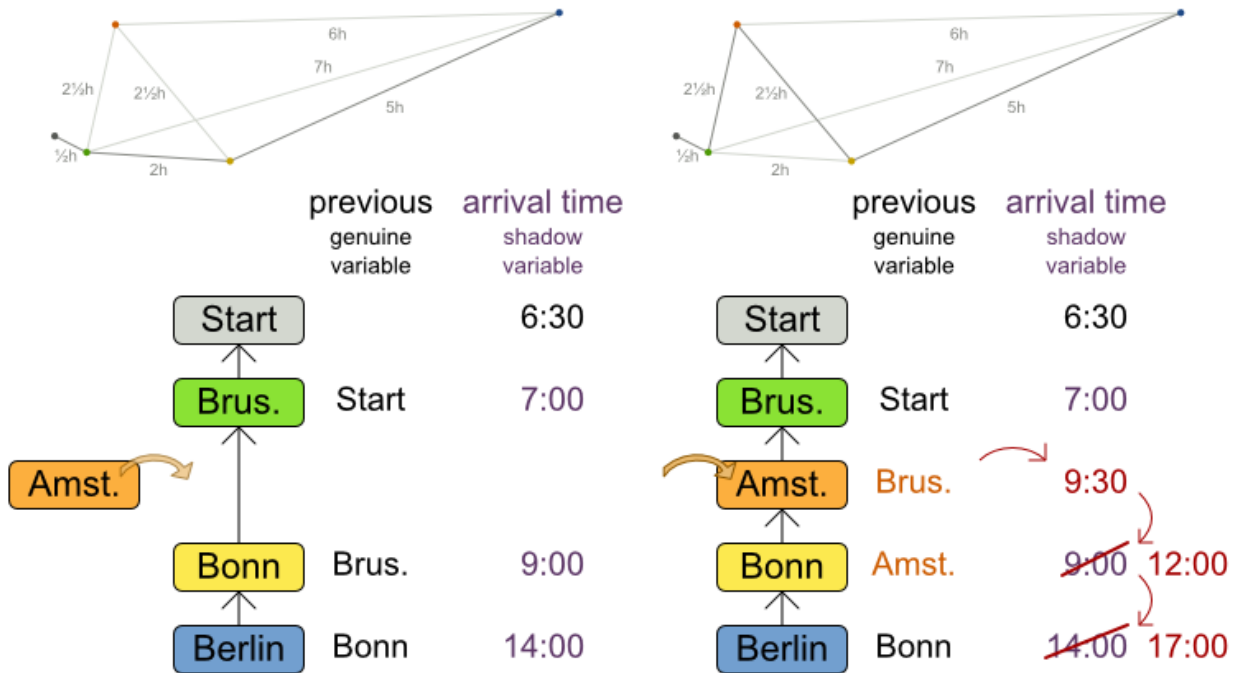 6h
7h
2½h
2½h
5h
½h
2h
previous arrival time
genuine shadow
variable variable
Start 6:30
Brus. Start 7:00
Amst.
Bonn Brus. 9:00
Berlin Bonn 14:00
6h
7h
2½h
2½h
5h
½h
2h
previous arrival time
genuine shadow
variable variable
Start 6:30
Brus. Start 7:00
Amst. Brus. 9:30
Bonn Amst. 9:00 12:00
Berlin Bonn 14:00 17:00